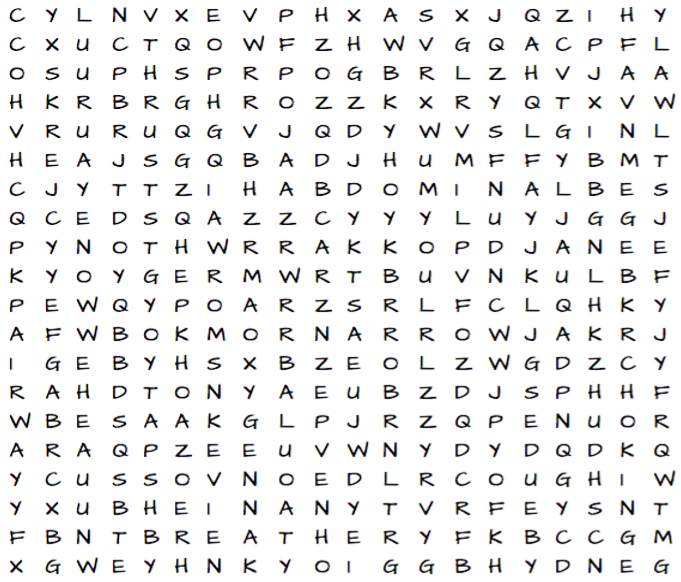 C Y L N V X E V P H X A S X J Q Z I H Y
C X U C T Q O W F Z H W V G Q A C P F L
O S U P H S P R P O G B R L Z H V J A A
H K R B R G H R O Z Z K X R Y Q T X V W
V R U R U Q G V J Q D Y W V S L G I N L
H E A J S G Q B A D J H U M F F Y B M T
C J Y T T Z I H A B D O M I N A L B E S
Q C E D S Q A Z Z C Y Y Y L U Y J G G J
P Y N O T H W R R A K K O P D J A N E E
K Y O Y G E R M W R T B U V N K U L B F
P E W Q Y P O A R Z S R L F C L Q H K Y
A F W B O K M O R N A R R O W J A K R J
I G E B Y H S X B Z E O L Z W G D Z C Y
R A H D T O N Y A E U B Z D J S P H H F
W B E S A A K G L P J R Z Q P E N U O R
A R A Q P Z E E U V W N Y D Y D Q D K Q
Y C U S S O V N O E D L R C O U G H I W
Y X U B H E I N A N Y T V R F E Y S N T
F B N T B R E A T H E R Y F K B C C G M
X G W E Y H N K Y O I G G B H Y D N E G